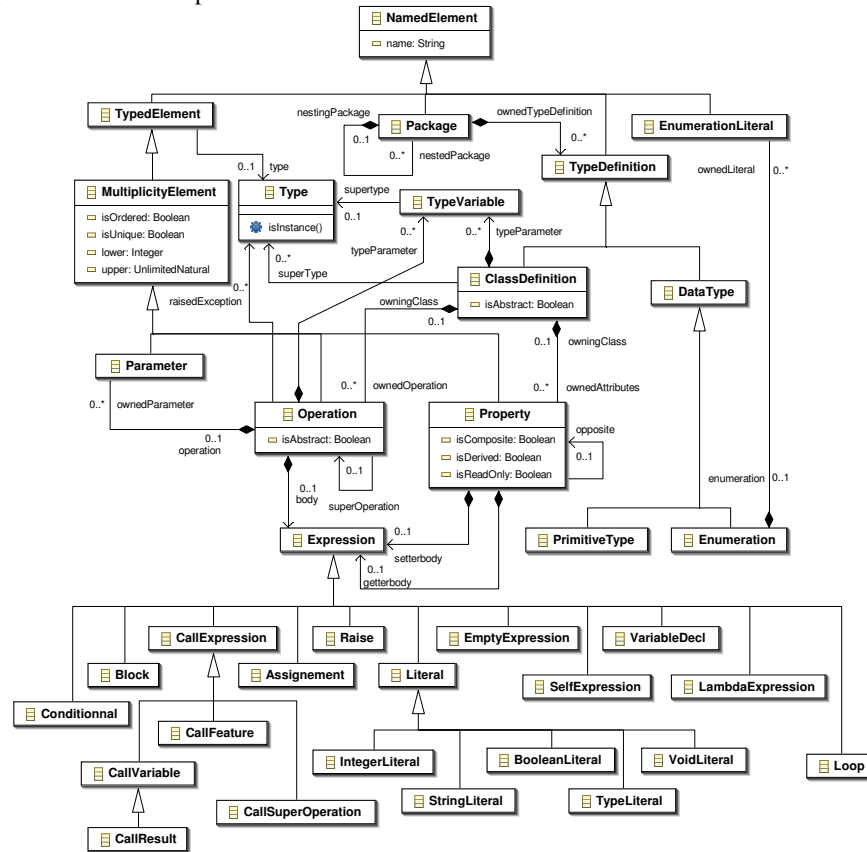 NamedElement
name: String
nestingPackage
ownedTypeDefinition
TypedElement
0..1
Package
EnumerationLiteral
0..*
nestedPackage
0..*
0..1
type
TypeDefinition
ownedLiteral
0..*
MultiplicityElement
isOrdered: Boolean
isUnique: Boolean
lower: Integer
upper: UnlimitedNatural
Type
isInstance()
supertype
0..1
TypeVariable
0..*
typeParameter
0..*
typeParameter
0..*
superType
ClassDefinition
isAbstract: Boolean
DataType
raisedException
0..*
owningClass
0..1
0..1
owningClass
Parameter
0..*
ownedParameter
0..*
ownedOperation
0..*
ownedAttributes
0..1
operation
Operation
isAbstract: Boolean
Property
isComposite: Boolean
isDerived: Boolean
isReadOnly: Boolean
opposite
0..1
0..1
body
0..1
superOperation
enumeration
0..1
Expression
0..1
setterbody
0..1
getterbody
PrimitiveType
Enumeration
CallExpression
Raise
EmptyExpression
VariableDecl
Block
Assignement
Literal
SelfExpression
LambdaExpression
Conditionnal
CallFeature
IntegerLiteral
BooleanLiteral
VoidLiteral
Loop
CallVariable
StringLiteral
TypeLiteral
CallSuperOperation
CallResult